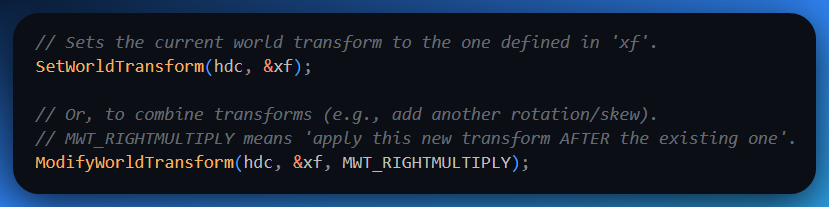 // Sets the current world transform to the one defined in 'xf'.
SetWorldTransform(hdc, &xf);
// Or, to combine transforms (e.g., add another rotation/skew).
// MWT_RIGHTMULTIPLY means 'apply this new transform AFTER the existing one'.
ModifyWorldTransform(hdc, &xf, MWT_RIGHTMULTIPLY);